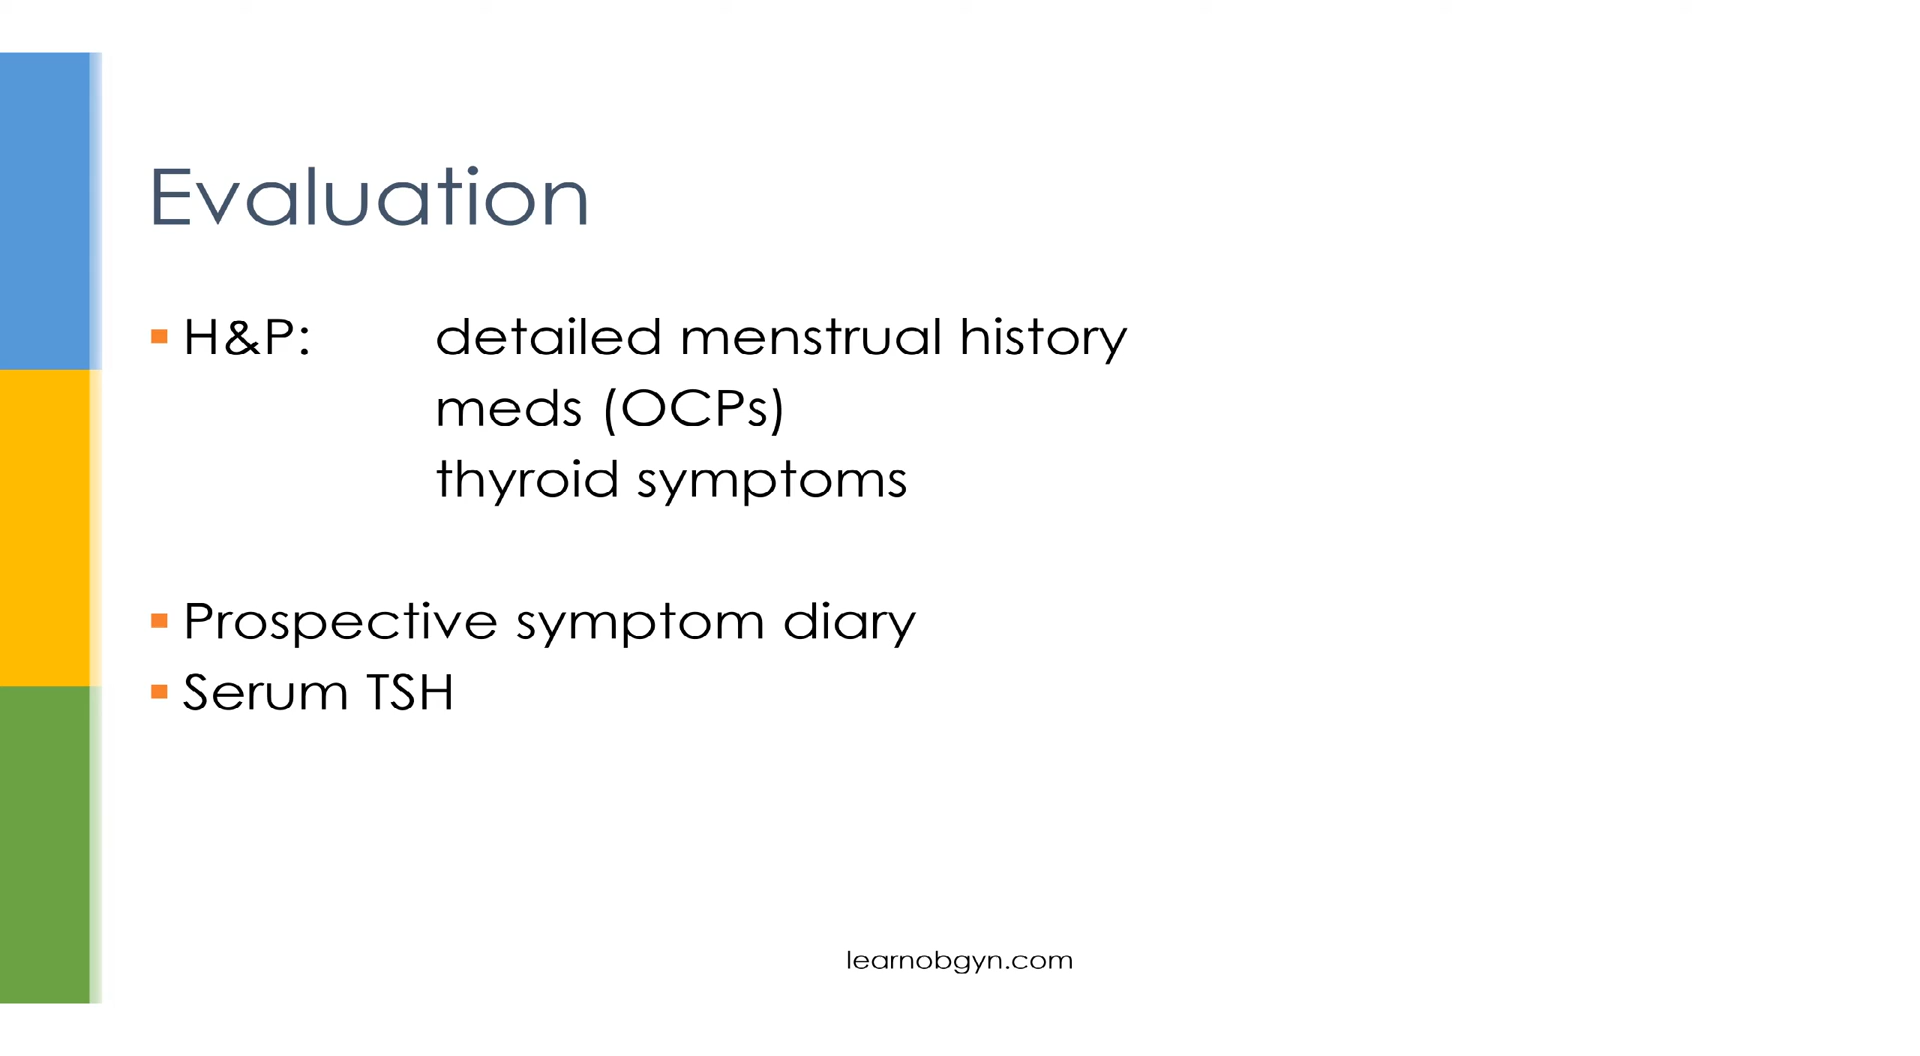 Evaluation
H&P: detailed menstrual history
meds (OCPs)
thyroid symptoms
Prospective symptom diary
Serum TSH
learnobgyn.com